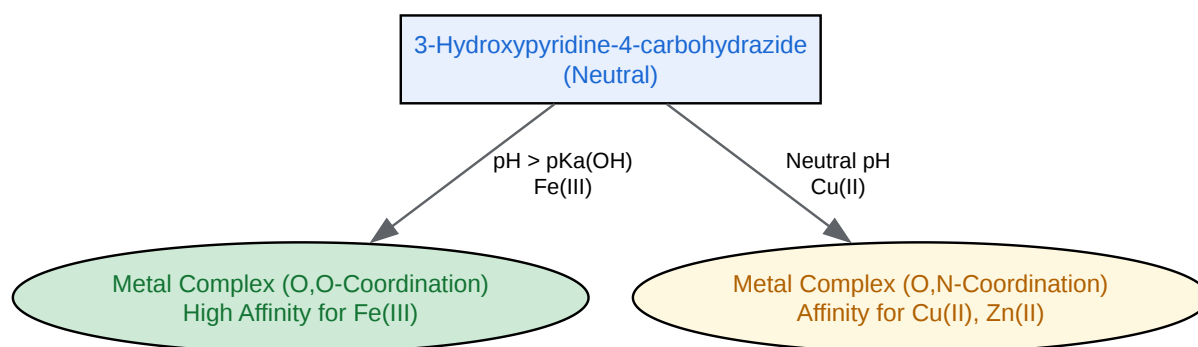 3-Hydroxypyridine-4-carbohydrazide
(Neutral)
pH > pKa(OH)
Fe(III)
Neutral pH
Cu(II)
Metal Complex (O,O-Coordination)
High Affinity for Fe(III)
Metal Complex (O,N-Coordination)
Affinity for Cu(II), Zn(II)